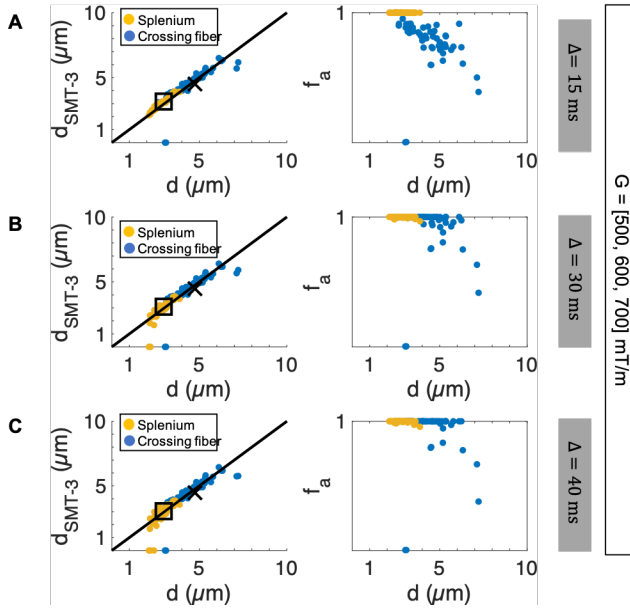 A
10
5
1
d_SMT-3 (μm)
Splenium
Crossing fiber
1
5
10
d (μm)
1
f_a
1
5
10
d (μm)
Δ = 15 ms
B
10
5
1
d_SMT-3 (μm)
Splenium
Crossing fiber
1
5
10
d (μm)
1
f_a
1
5
10
d (μm)
Δ = 30 ms
C
10
5
1
d_SMT-3 (μm)
Splenium
Crossing fiber
1
5
10
d (μm)
1
f_a
1
5
10
d (μm)
Δ = 40 ms
G = [500, 600, 700] mT/m